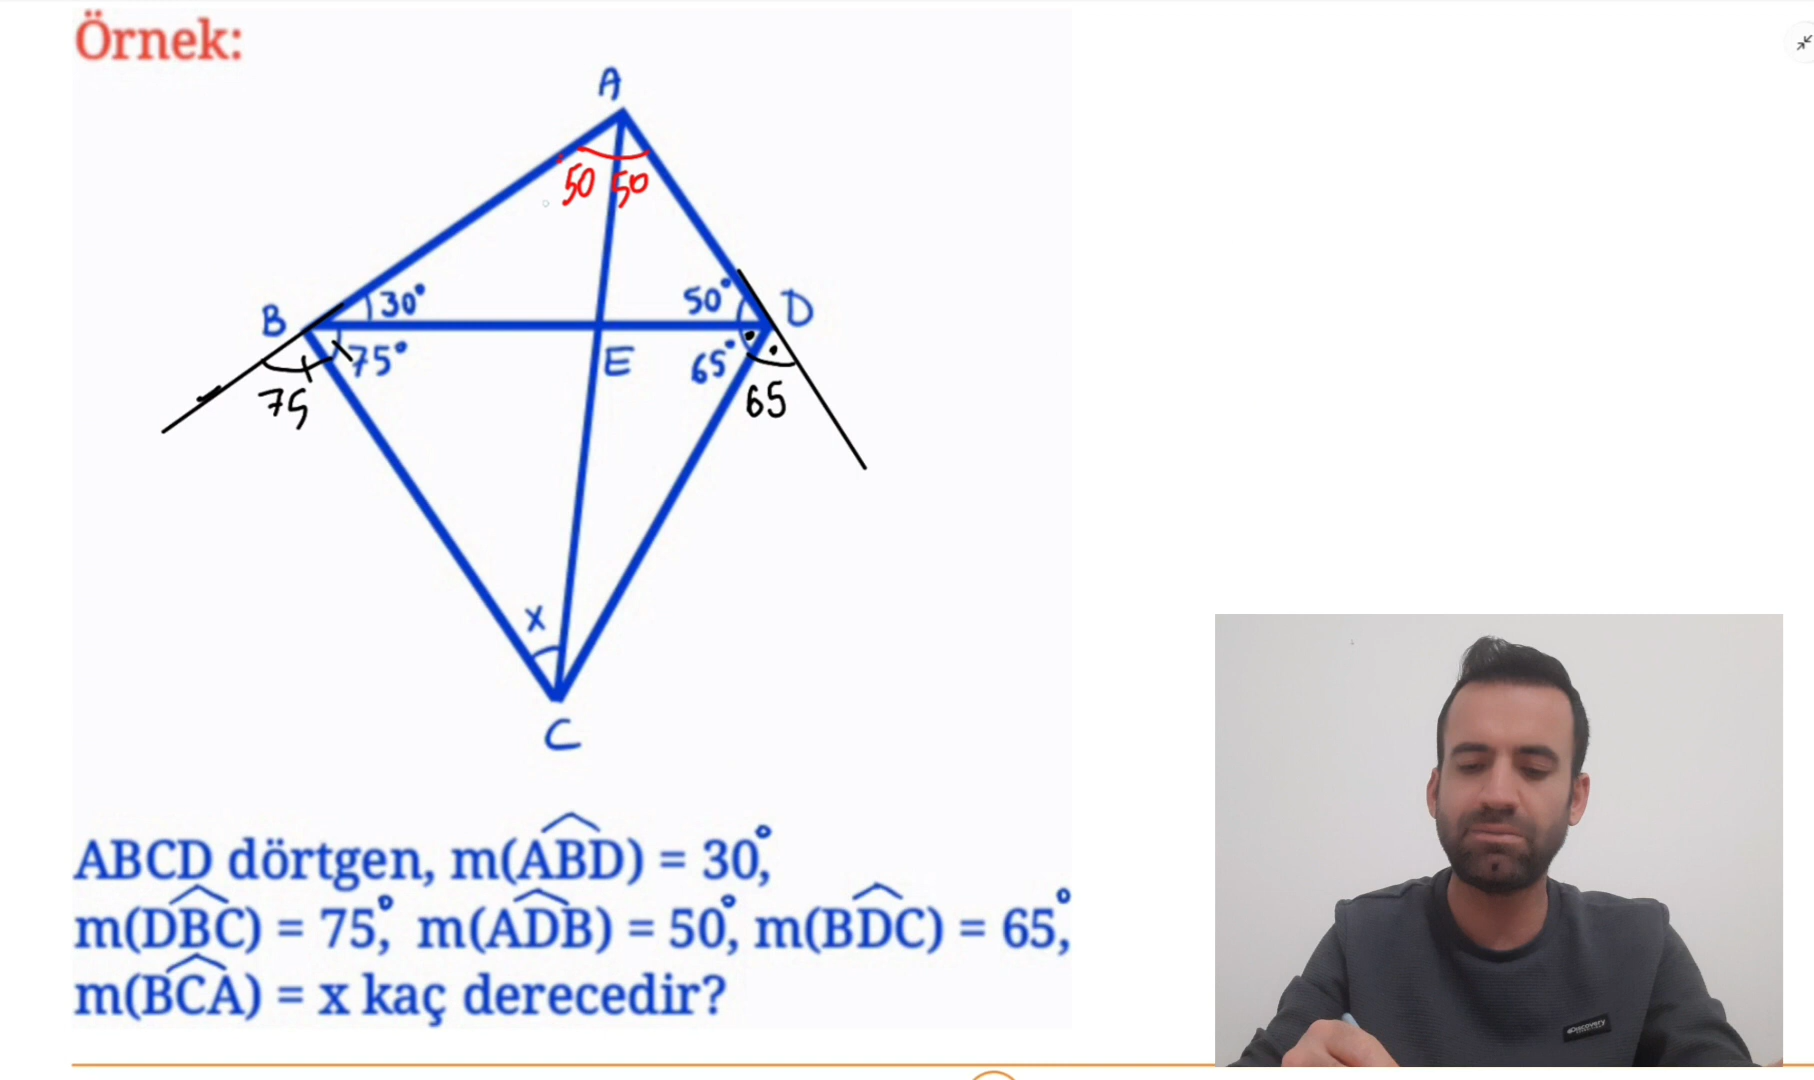 Örnek:
A
50 50
B 30° 50° D
75° E 65°
75 65
x
C
ABCD dörtgen, m(ABD) = 30°,
m(DBC) = 75°, m(ADB) = 50°, m(BDC) = 65°,
m(BCA) = x kaç derecedir?
Discovery